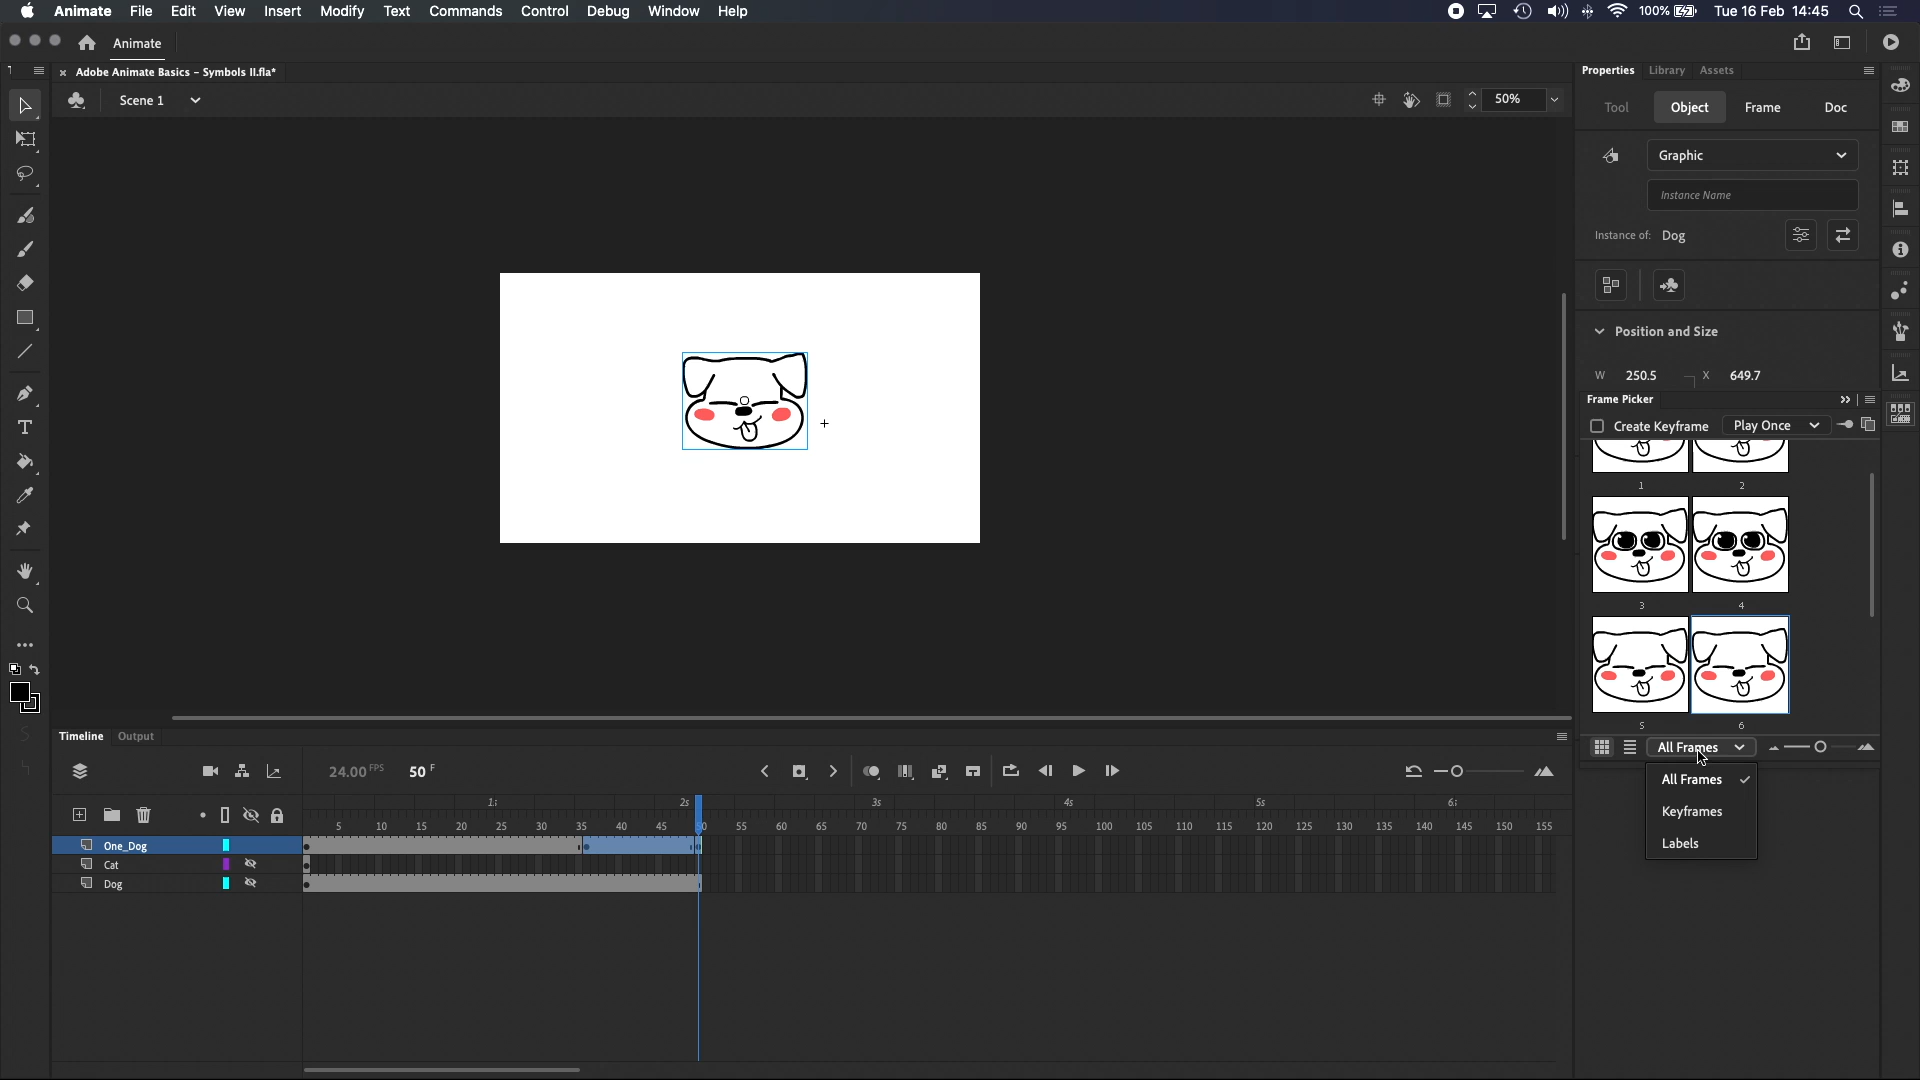 Animate File Edit View Insert Modify Text Commands Control Debug Window Help 100% Tue 16 Feb 14:45
Animate
Adobe Animate Basics - Symbols II.fla*
Scene 1 50%
Properties Library Assets
Tool Object Frame Doc
Graphic
Instance Name
Instance of: Dog
Position and Size
W 250.5 X 649.7
Frame Picker
Create Keyframe Play Once
1 2
3 4
5 6
All Frames
All Frames
Keyframes
Labels
Timeline Output
24.00 FPS 50 F
2s 3s 4s 5s
5 10 15 20 25 30 35 40 45 55 60 65 70 75 80 85 90 95 100 105 110 115 120 125 130 135 140 145 150 155
One_Dog
Cat
Dog